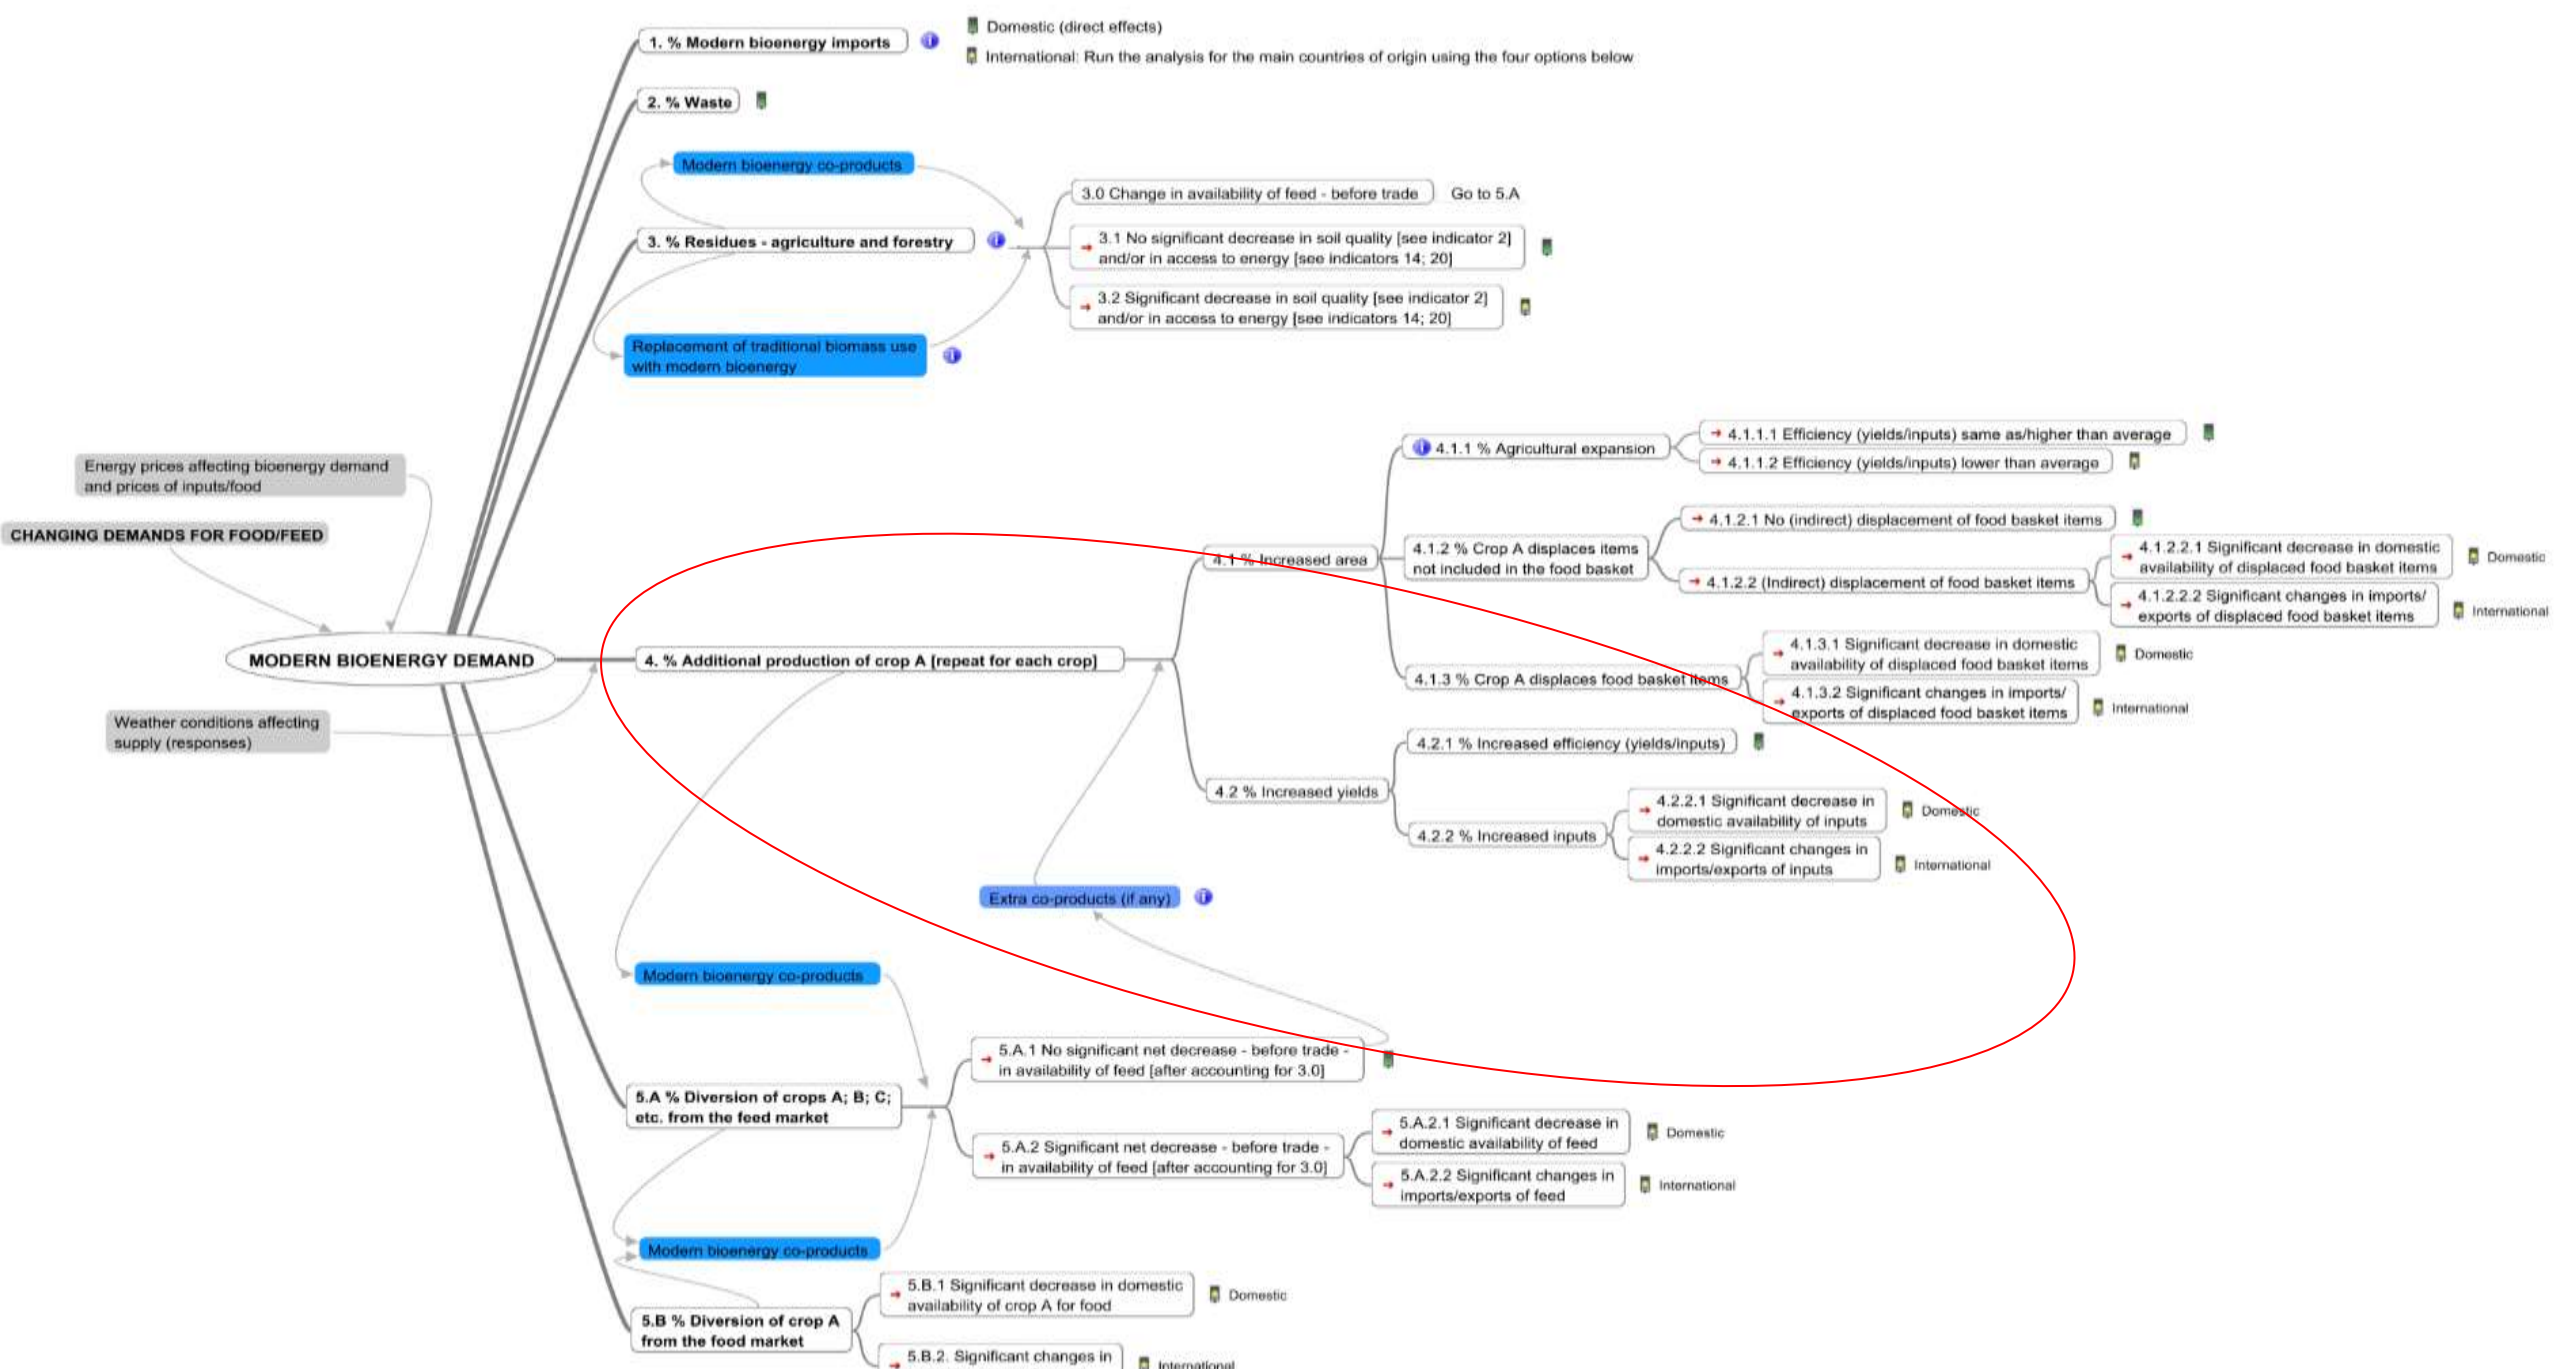 1. % Modern bioenergy imports
Domestic (direct effects)
International: Run the analysis for the main countries of origin using the four options below
2. % Waste
Modern bioenergy co-products
3. % Residues - agriculture and forestry
3.0 Change in availability of feed - before trade
Go to 5.A
3.1 No significant decrease in soil quality [see indicator 2]
and/or in access to energy [see indicators 14; 20]
3.2 Significant decrease in soil quality [see indicator 2]
and/or in access to energy [see indicators 14; 20]
Replacement of traditional biomass use
with modern bioenergy
Energy prices affecting bioenergy demand
and prices of inputs/food
CHANGING DEMANDS FOR FOOD/FEED
MODERN BIOENERGY DEMAND
Weather conditions affecting
supply (responses)
4. % Additional production of crop A [repeat for each crop]
4.1 % Increased area
4.1.1 % Agricultural expansion
4.1.1.1 Efficiency (yields/inputs) same as/higher than average
4.1.1.2 Efficiency (yields/inputs) lower than average
4.1.2 % Crop A displaces items
not included in the food basket
4.1.2.1 No (indirect) displacement of food basket items
4.1.2.2 (Indirect) displacement of food basket items
4.1.2.2.1 Significant decrease in domestic
availability of displaced food basket items
Domestic
4.1.2.2.2 Significant changes in imports/
exports of displaced food basket items
International
4.1.3 % Crop A displaces food basket items
4.1.3.1 Significant decrease in domestic
availability of displaced food basket items
Domestic
4.1.3.2 Significant changes in imports/
exports of displaced food basket items
International
4.2 % Increased yields
4.2.1 % Increased efficiency (yields/inputs)
4.2.2 % Increased inputs
4.2.2.1 Significant decrease in
domestic availability of inputs
Domestic
4.2.2.2 Significant changes in
imports/exports of inputs
International
Extra co-products (if any)
Modern bioenergy co-products
5.A % Diversion of crops A; B; C;
etc. from the feed market
5.A.1 No significant net decrease - before trade -
in availability of feed [after accounting for 3.0]
5.A.2 Significant net decrease - before trade -
in availability of feed [after accounting for 3.0]
5.A.2.1 Significant decrease in
domestic availability of feed
Domestic
5.A.2.2 Significant changes in
imports/exports of feed
International
Modern bioenergy co-products
5.B % Diversion of crop A
from the food market
5.B.1 Significant decrease in domestic
availability of crop A for food
Domestic
5.B.2. Significant changes in
International